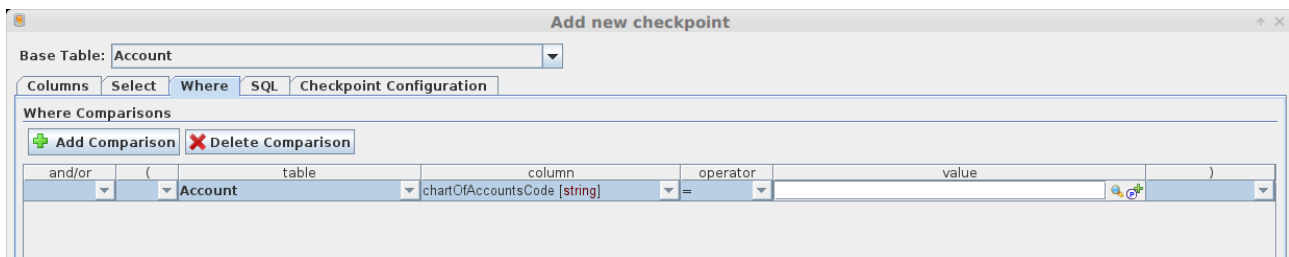 Add new checkpoint
Base Table: Account
Columns Select Where SQL Checkpoint Configuration
Where Comparisons
Add Comparison Delete Comparison
and/or ( table column operator value )
Account chartOfAccountsCode [string] =